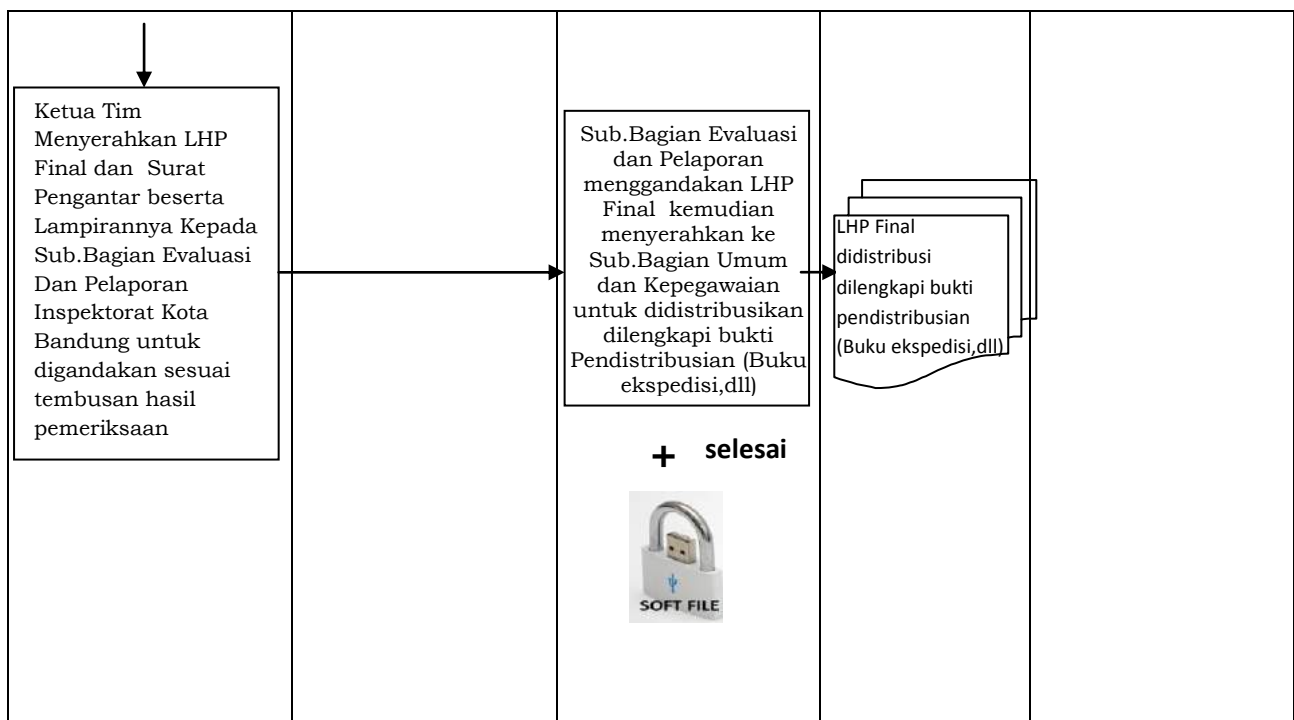 Ketua Tim
Menyerahkan LHP
Final dan Surat
Pengantar beserta
Lampirannya Kepada
Sub.Bagian Evaluasi
Dan Pelaporan
Inspektorat Kota
Bandung untuk
digandakan sesuai
tembusan hasil
pemeriksaan
Sub.Bagian Evaluasi
dan Pelaporan
menggandakan LHP
Final kemudian
menyerahkan ke
Sub.Bagian Umum
dan Kepegawaian
untuk didistribusikan
dilengkapi bukti
Pendistribusian (Buku
ekspedisi,dll)
LHP Final
didistribusi
dilengkapi bukti
pendistribusian
(Buku ekspedisi,dll)
+ selesai
SOFT FILE